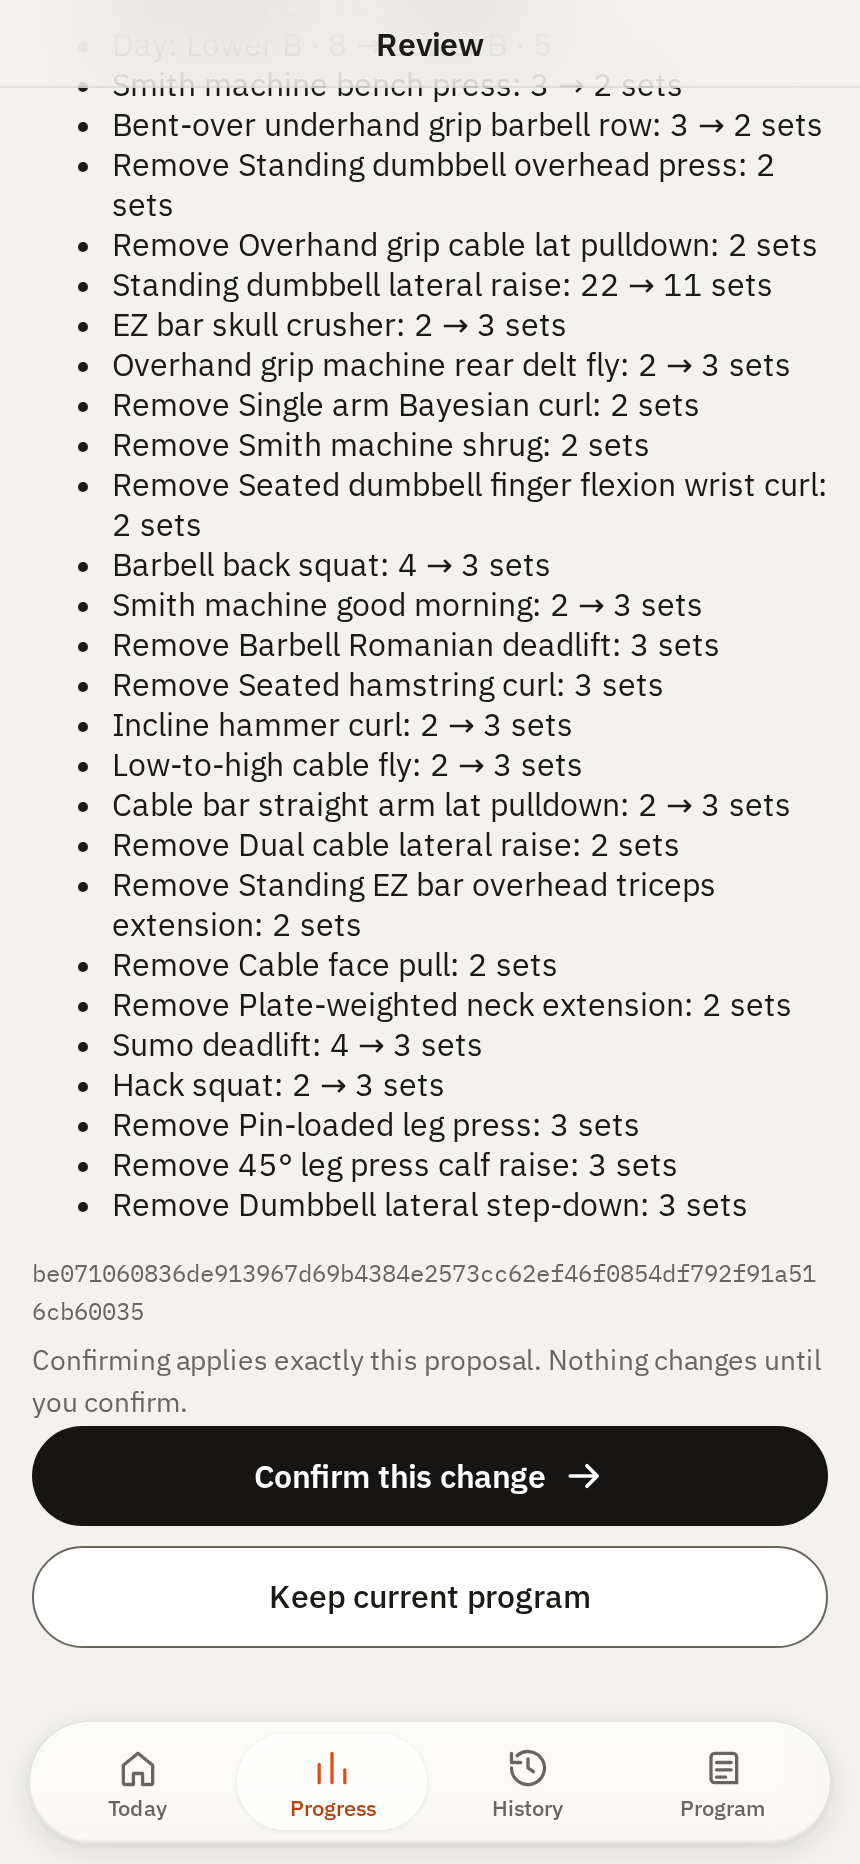 Review
Day: Lower B · 8 → B · 5
Smith machine bench press: 3 → 2 sets
Bent-over underhand grip barbell row: 3 → 2 sets
Remove Standing dumbbell overhead press: 2
sets
Remove Overhand grip cable lat pulldown: 2 sets
Standing dumbbell lateral raise: 22 → 11 sets
EZ bar skull crusher: 2 → 3 sets
Overhand grip machine rear delt fly: 2 → 3 sets
Remove Single arm Bayesian curl: 2 sets
Remove Smith machine shrug: 2 sets
Remove Seated dumbbell finger flexion wrist curl:
2 sets
Barbell back squat: 4 → 3 sets
Smith machine good morning: 2 → 3 sets
Remove Barbell Romanian deadlift: 3 sets
Remove Seated hamstring curl: 3 sets
Incline hammer curl: 2 → 3 sets
Low-to-high cable fly: 2 → 3 sets
Cable bar straight arm lat pulldown: 2 → 3 sets
Remove Dual cable lateral raise: 2 sets
Remove Standing EZ bar overhead triceps
extension: 2 sets
Remove Cable face pull: 2 sets
Remove Plate-weighted neck extension: 2 sets
Sumo deadlift: 4 → 3 sets
Hack squat: 2 → 3 sets
Remove Pin-loaded leg press: 3 sets
Remove 45° leg press calf raise: 3 sets
Remove Dumbbell lateral step-down: 3 sets
be071060836de913967d69b4384e2573cc62ef46f0854df792f91a51
6cb60035
Confirming applies exactly this proposal. Nothing changes until
you confirm.
Confirm this change →
Keep current program
Today
Progress
History
Program